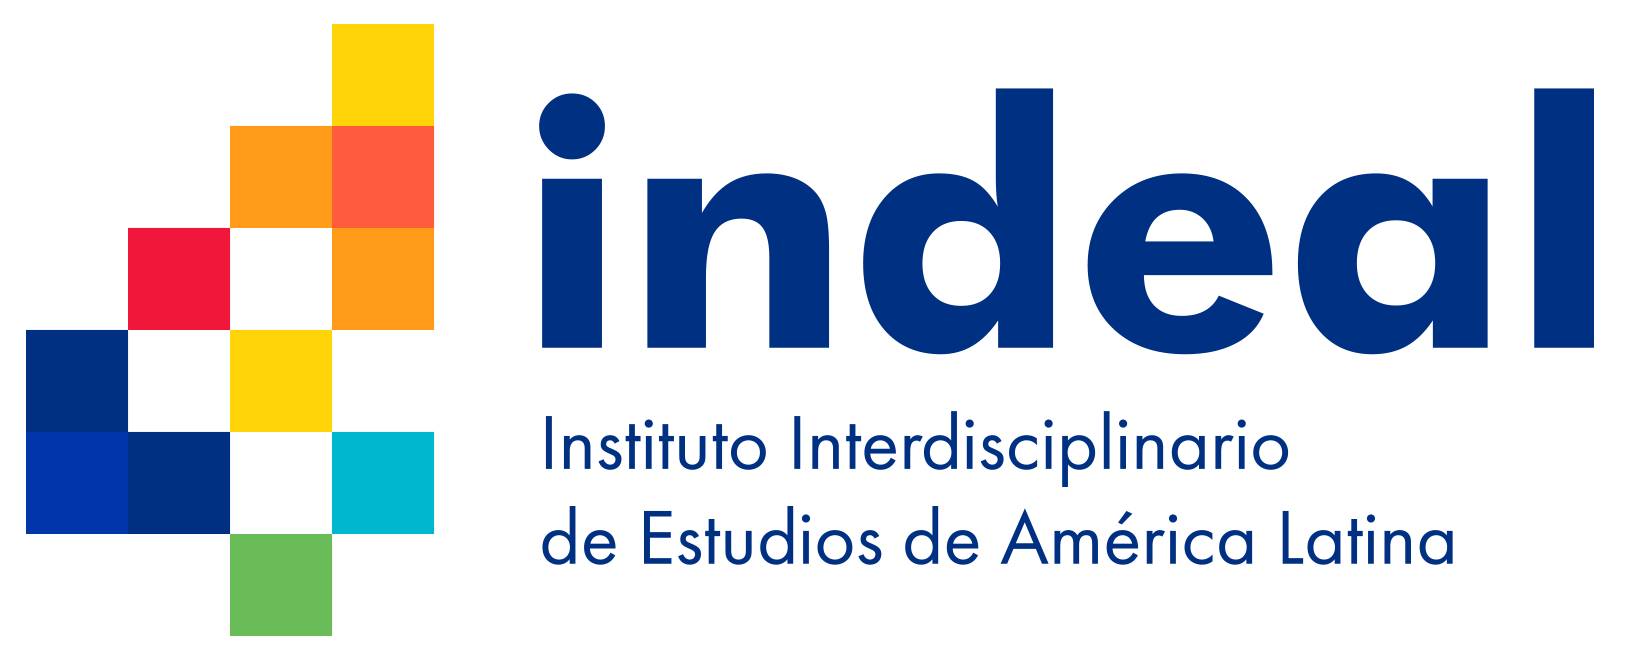 indeal
Instituto Interdisciplinario
de Estudios de América Latina